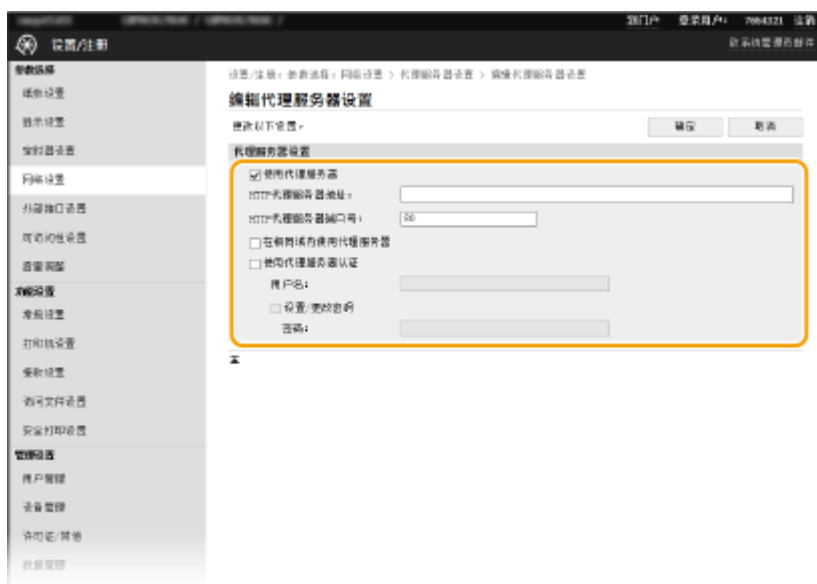 到门户 登录用户: 7654321 注销
设置/注册
致系统管理员邮件
参数选择
纸张设置
显示设置
定时器设置
网络设置
外部接口设置
可访问性设置
音量调整
功能设置
常规设置
打印机设置
接收设置
访问文件设置
安全打印设置
管理设置
用户管理
设备管理
许可证/其他
数据管理
设置/注册: 参数选择: 网络设置 > 代理服务器设置 > 编辑代理服务器设置
编辑代理服务器设置
更改以下设置。
确定
取消
代理服务器设置
使用代理服务器
HTTP代理服务器地址:
HTTP代理服务器端口号:
80
在相同域内使用代理服务器
使用代理服务器认证
用户名:
设置/更改密码
密码: